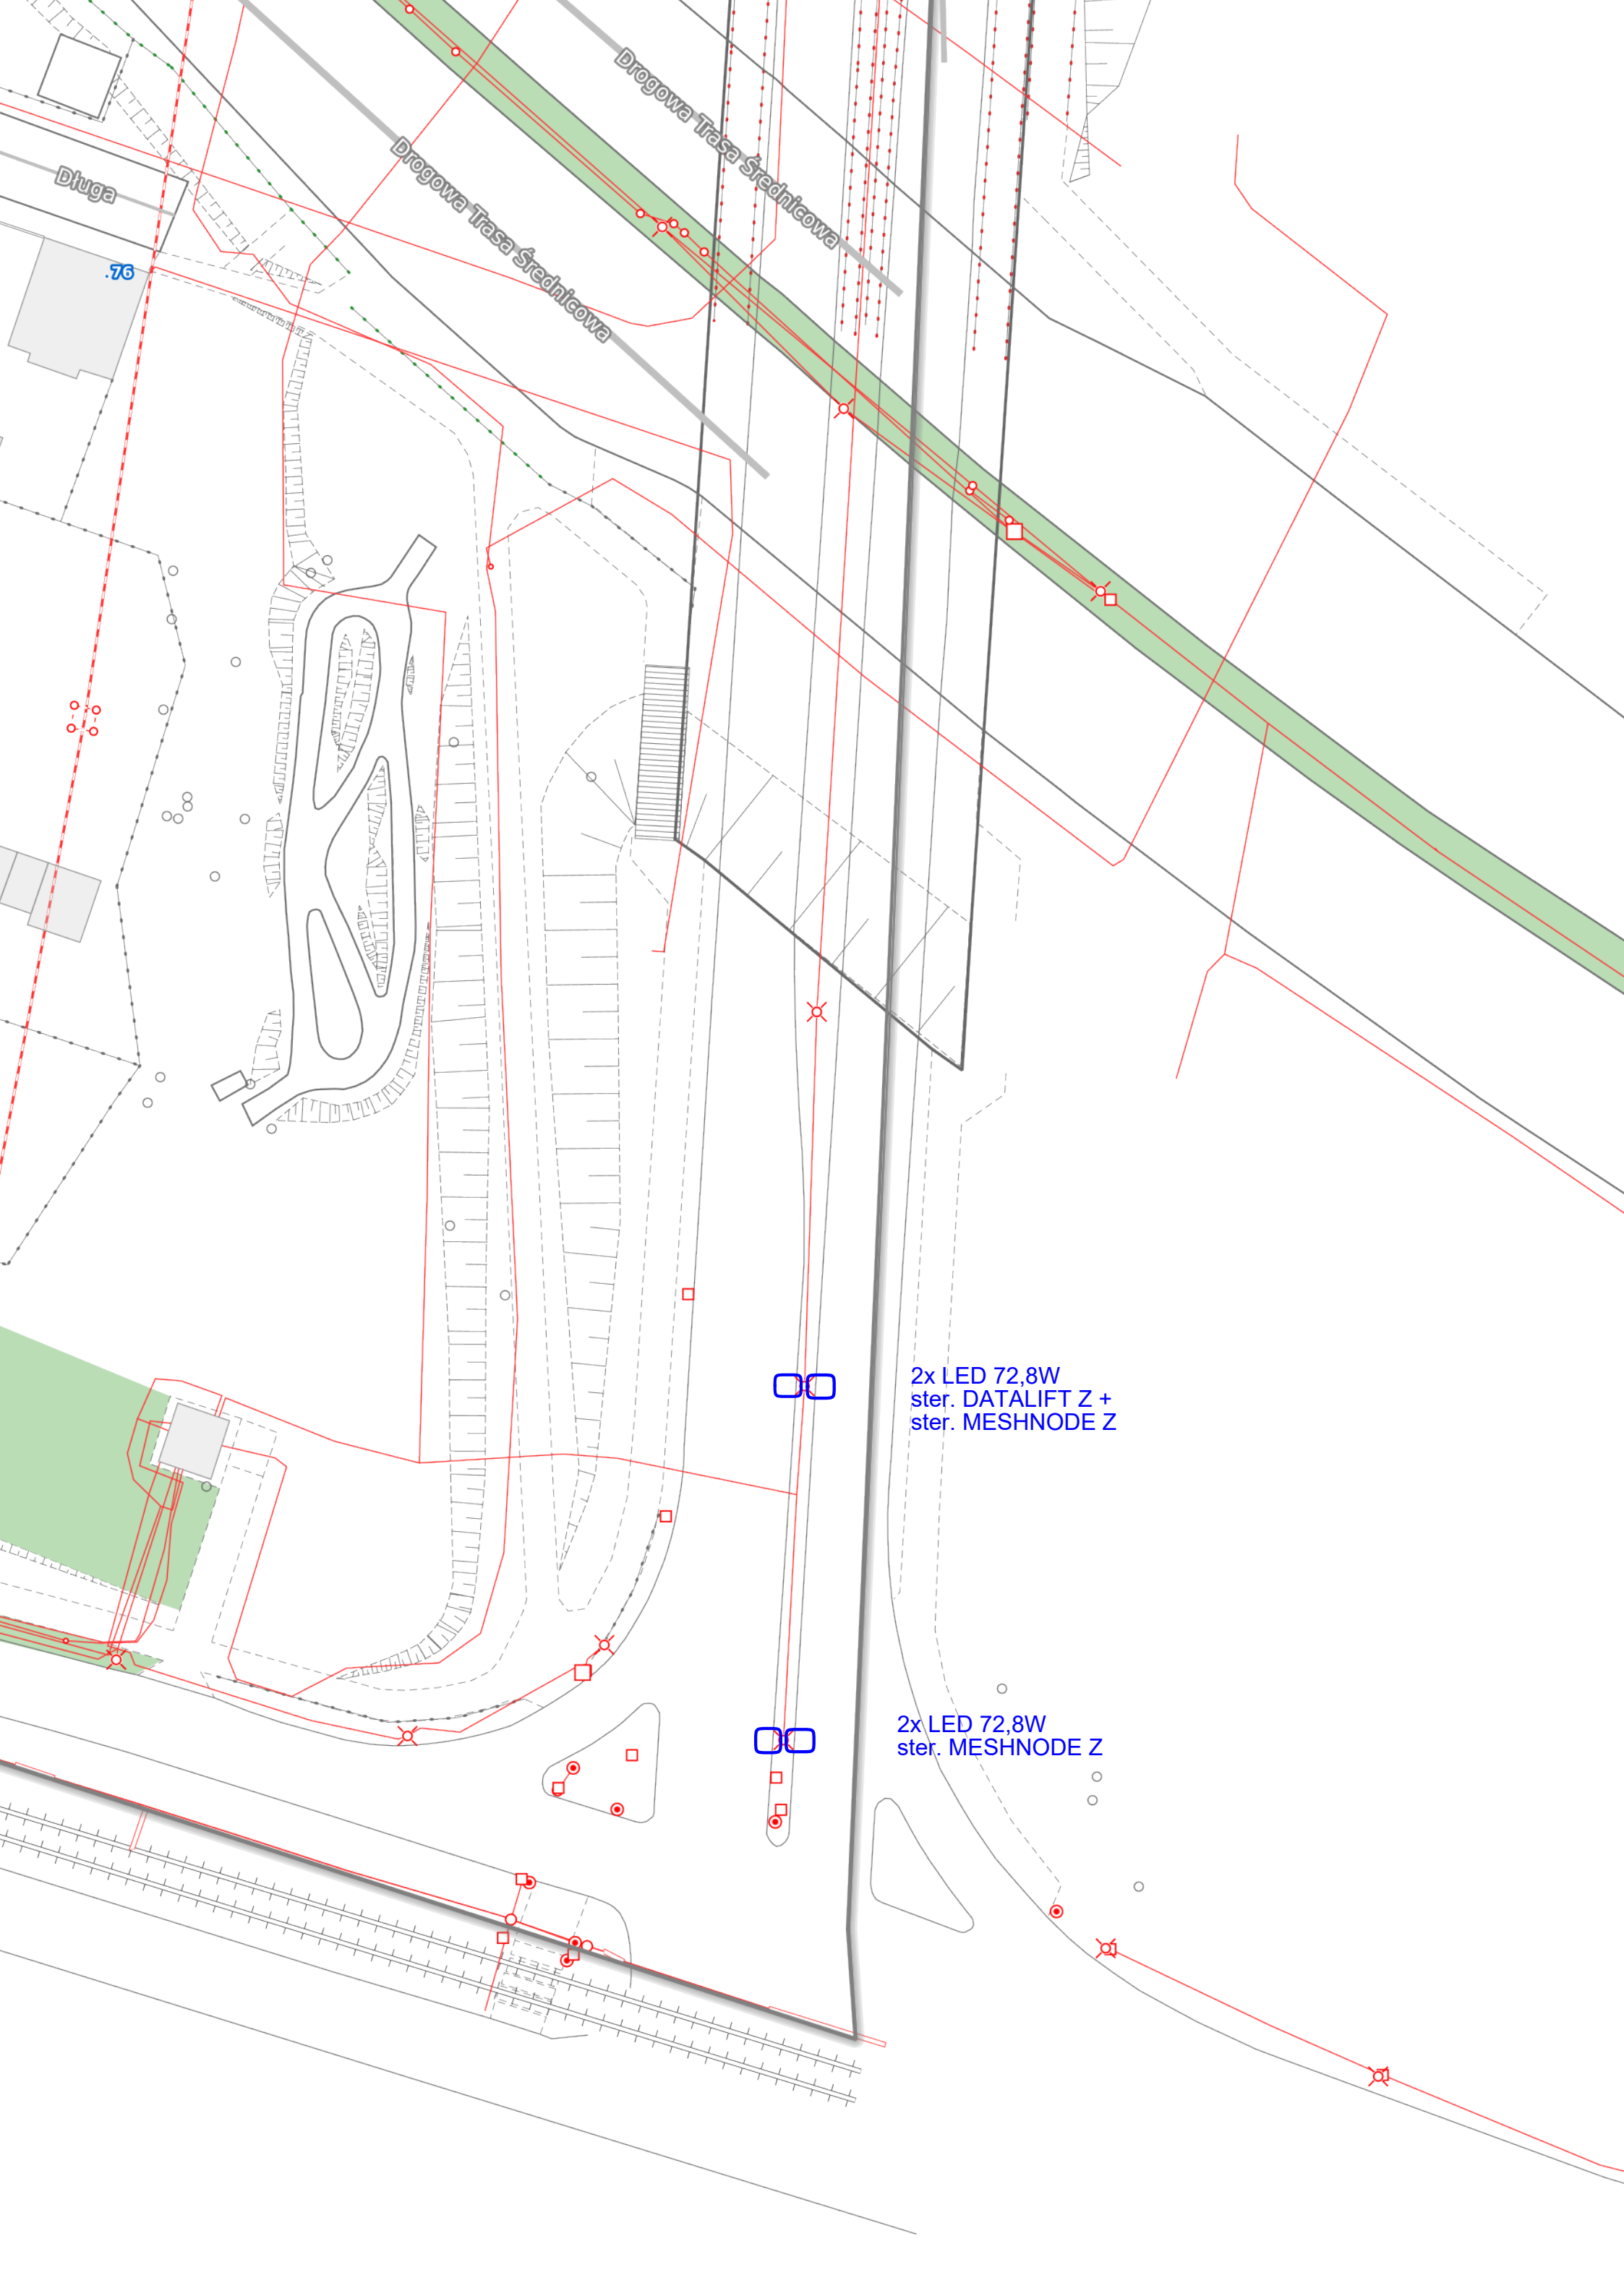 Drogowa Trasa Średnicowa
Drogowa Trasa Średnicowa
Długa
76
2x LED 72,8W
ster. DATALIFT Z +
ster. MESHNODE Z
2x LED 72,8W
ster. MESHNODE Z